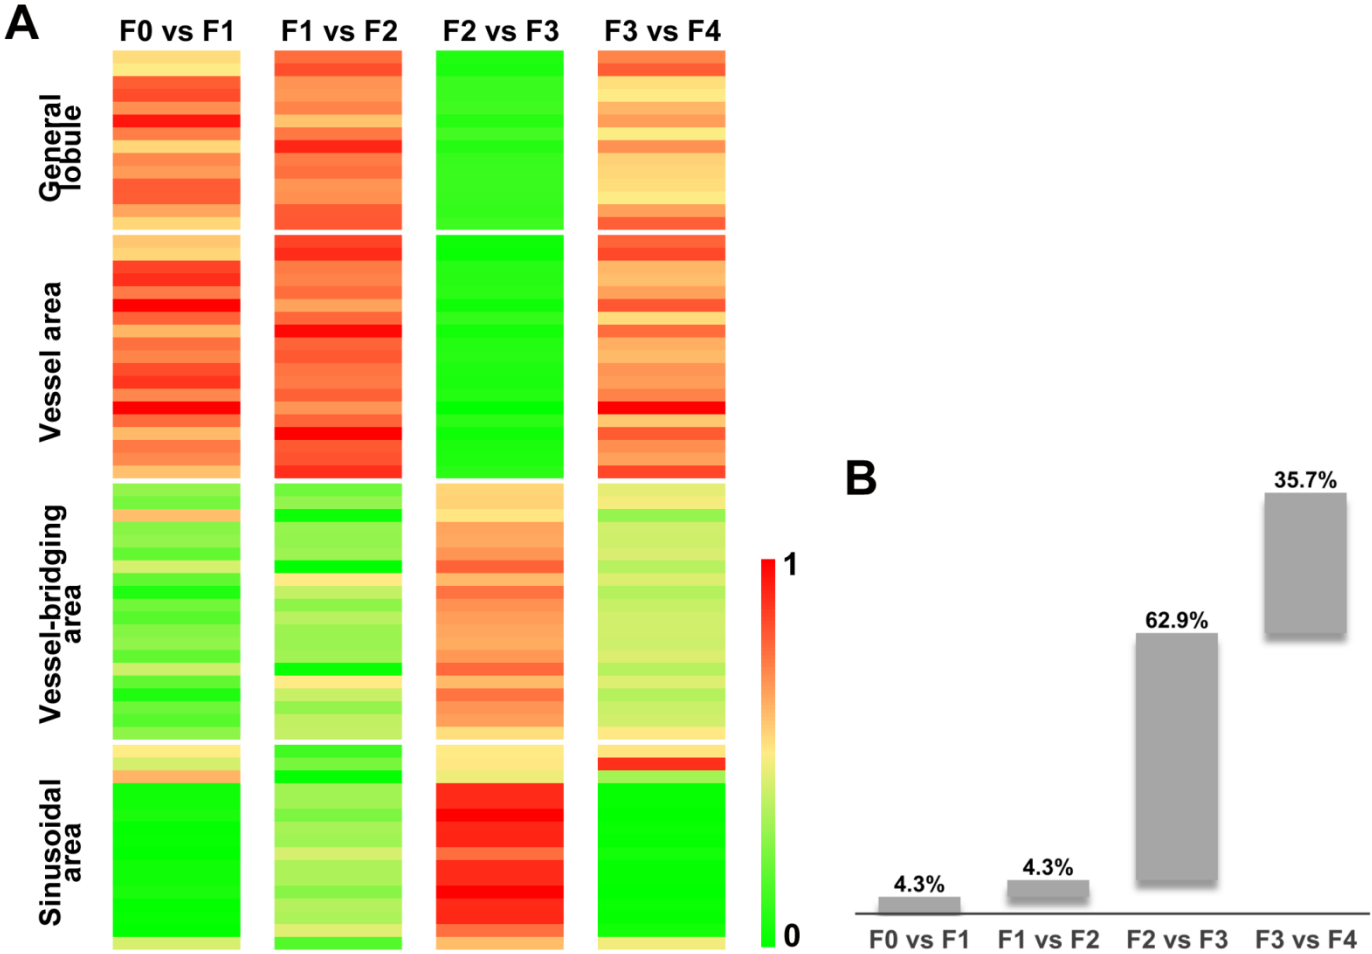 A
F0 vs F1
F1 vs F2
F2 vs F3
F3 vs F4
General
lobule
Vessel area
Vessel-bridging
area
Sinusoidal
area
1
0
B
4.3%
4.3%
62.9%
35.7%
F0 vs F1
F1 vs F2
F2 vs F3
F3 vs F4